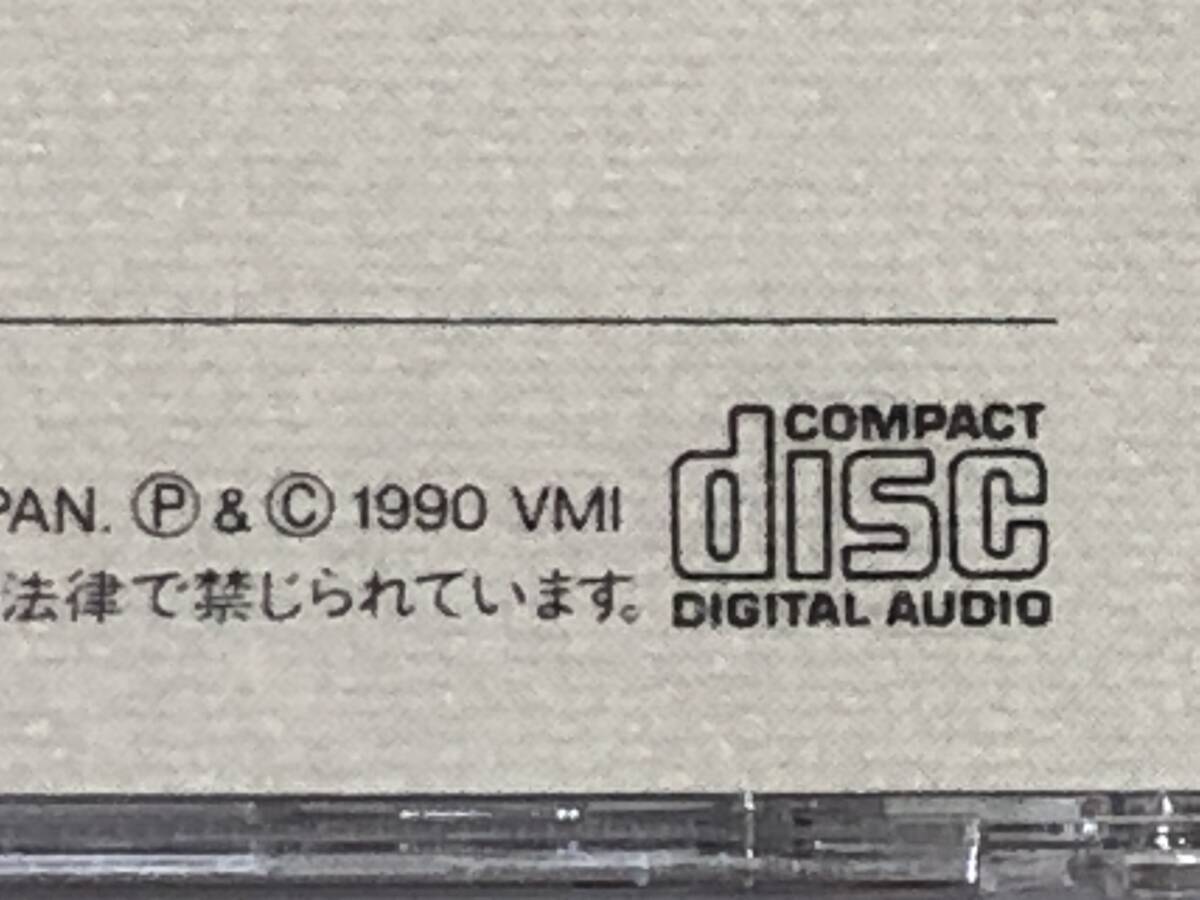 PAN. Ⓟ & Ⓒ 1990 VMI
法律で禁じられています。
COMPACT
disc
DIGITAL AUDIO